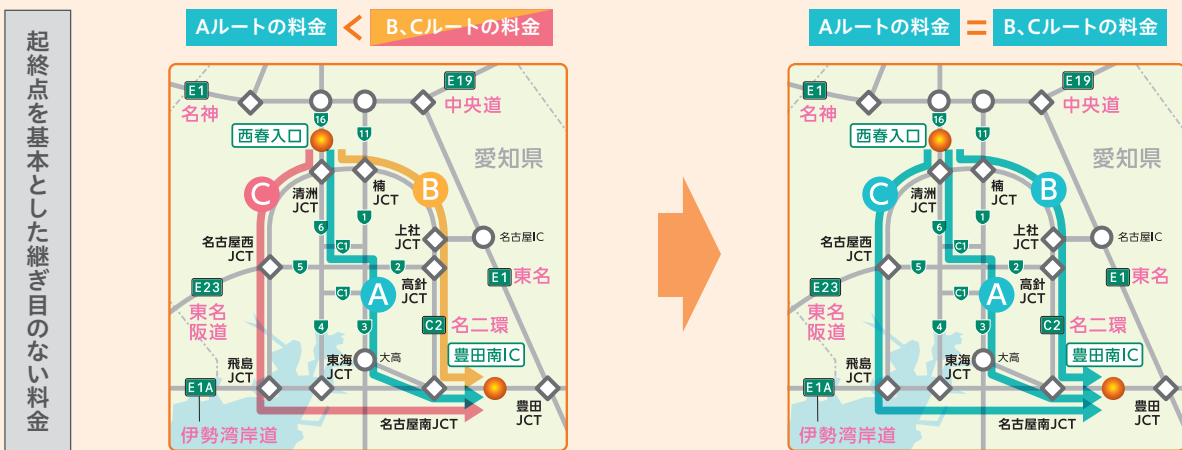 起終点を基本とした継ぎ目のない料金
Aルートの料金 < B、Cルートの料金
E1
名神
E19
中央道
16
11
西春入口
愛知県
C
B
清洲
JCT
楠
JCT
6
1
名古屋西
JCT
C1
上社
JCT
名古屋IC
5
2
E1 東名
E23
東名
阪道
C1
A
高針
JCT
4
3
C2 名二環
東海
JCT
大高
豊田南IC
飛島
JCT
E1A
豊田
JCT
名古屋南JCT
伊勢湾岸道
Aルートの料金 = B、Cルートの料金
E1
名神
E19
中央道
16
11
西春入口
愛知県
C
B
清洲
JCT
楠
JCT
6
1
名古屋西
JCT
C1
上社
JCT
名古屋IC
5
2
E1 東名
E23
東名
阪道
C1
A
高針
JCT
4
3
C2 名二環
東海
JCT
大高
豊田南IC
飛島
JCT
E1A
豊田
JCT
名古屋南JCT
伊勢湾岸道